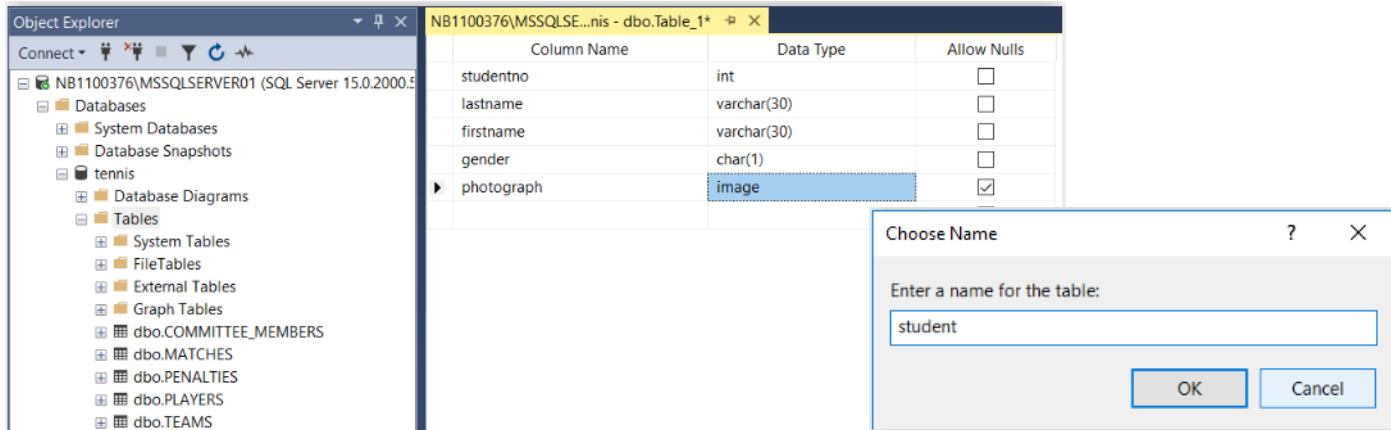 Object Explorer
Connect
NB1100376\MSSQLSERVER01 (SQL Server 15.0.2000.5
Databases
System Databases
Database Snapshots
tennis
Database Diagrams
Tables
System Tables
FileTables
External Tables
Graph Tables
dbo.COMMITTEE_MEMBERS
dbo.MATCHES
dbo.PENALTIES
dbo.PLAYERS
dbo.TEAMS
NB1100376\MSSQLSE...nis - dbo.Table_1*
Column Name Data Type Allow Nulls
studentno int
lastname varchar(30)
firstname varchar(30)
gender char(1)
photograph image
Choose Name ?
Enter a name for the table:
student
OK Cancel